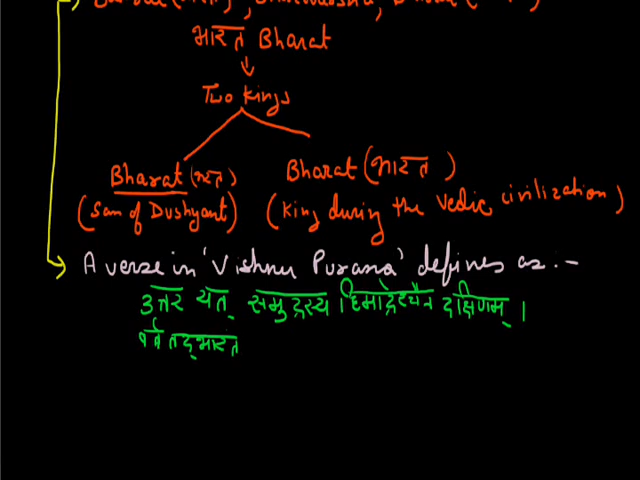 भारत Bharat
Two Kings
Bharat (भरत) Bharat (भारत)
(Son of Dushyant) (King during the Vedic civilization)
A verse in 'Vishnu Purana' defines as :-
उत्तर यत् समुद्रस्य । हिमाद्रेश्चैव दक्षिणम् ।
वर्ष तद्भारत